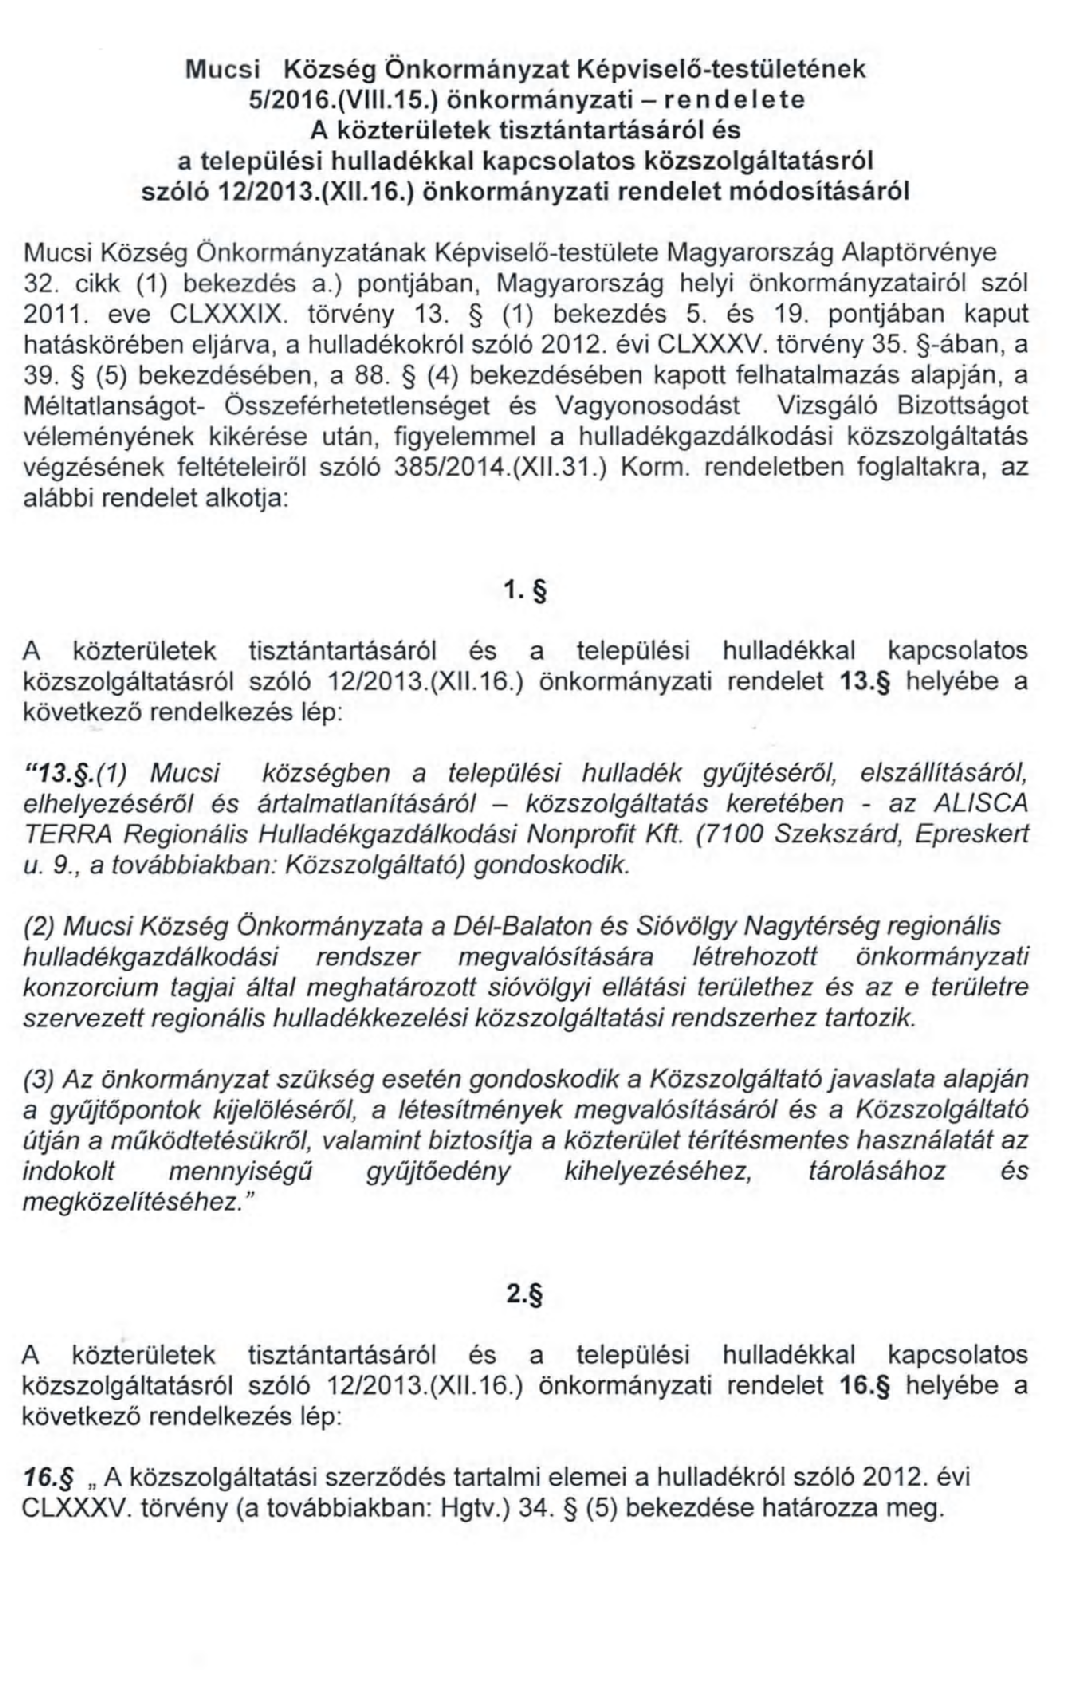 Mucsi Község Önkormányzat Képviselő-testületének
5/2016.(VIII.15.) önkormányzati – rendelete
A közterületek tisztántartásáról és
a települési hulladékkal kapcsolatos közszolgáltatásról
szóló 12/2013.(XII.16.) önkormányzati rendelet módosításáról
Mucsi Község Önkormányzatának Képviselő-testülete Magyarország Alaptörvénye
32. cikk (1) bekezdés a.) pontjában, Magyarország helyi önkormányzatairól szól
2011. eve CLXXXIX. törvény 13. § (1) bekezdés 5. és 19. pontjában kaput
hatáskörében eljárva, a hulladékokról szóló 2012. évi CLXXXV. törvény 35. §-ában, a
39. § (5) bekezdésében, a 88. § (4) bekezdésében kapott felhatalmazás alapján, a
Méltatlanságot- Összeférhetetlenséget és Vagyonosodást Vizsgáló Bizottságot
véleményének kikérése után, figyelemmel a hulladékgazdálkodási közszolgáltatás
végzésének feltételeiről szóló 385/2014.(XII.31.) Korm. rendeletben foglaltakra, az
alábbi rendelet alkotja:
1. §
A közterületek tisztántartásáról és a települési hulladékkal kapcsolatos
közszolgáltatásról szóló 12/2013.(XII.16.) önkormányzati rendelet 13.§ helyébe a
következő rendelkezés lép:
“13.§.(1) Mucsi községben a települési hulladék gyűjtéséről, elszállításáról,
elhelyezéséről és ártalmatlanításáról – közszolgáltatás keretében - az ALISCA
TERRA Regionális Hulladékgazdálkodási Nonprofit Kft. (7100 Szekszárd, Epreskert
u. 9., a továbbiakban: Közszolgáltató) gondoskodik.
(2) Mucsi Község Önkormányzata a Dél-Balaton és Sióvölgy Nagytérség regionális
hulladékgazdálkodási rendszer megvalósítására létrehozott önkormányzati
konzorcium tagjai által meghatározott sióvölgyi ellátási területhez és az e területre
szervezett regionális hulladékkezelési közszolgáltatási rendszerhez tartozik.
(3) Az önkormányzat szükség esetén gondoskodik a Közszolgáltató javaslata alapján
a gyűjtőpontok kijelöléséről, a létesítmények megvalósításáról és a Közszolgáltató
útján a működtetésükről, valamint biztosítja a közterület térítésmentes használatát az
indokolt mennyiségű gyűjtőedény kihelyezéséhez, tárolásához és
megközelítéséhez.”
2.§
A közterületek tisztántartásáról és a települési hulladékkal kapcsolatos
közszolgáltatásról szóló 12/2013.(XII.16.) önkormányzati rendelet 16.§ helyébe a
következő rendelkezés lép:
16.§ „ A közszolgáltatási szerződés tartalmi elemei a hulladékról szóló 2012. évi
CLXXXV. törvény (a továbbiakban: Hgtv.) 34. § (5) bekezdése határozza meg.